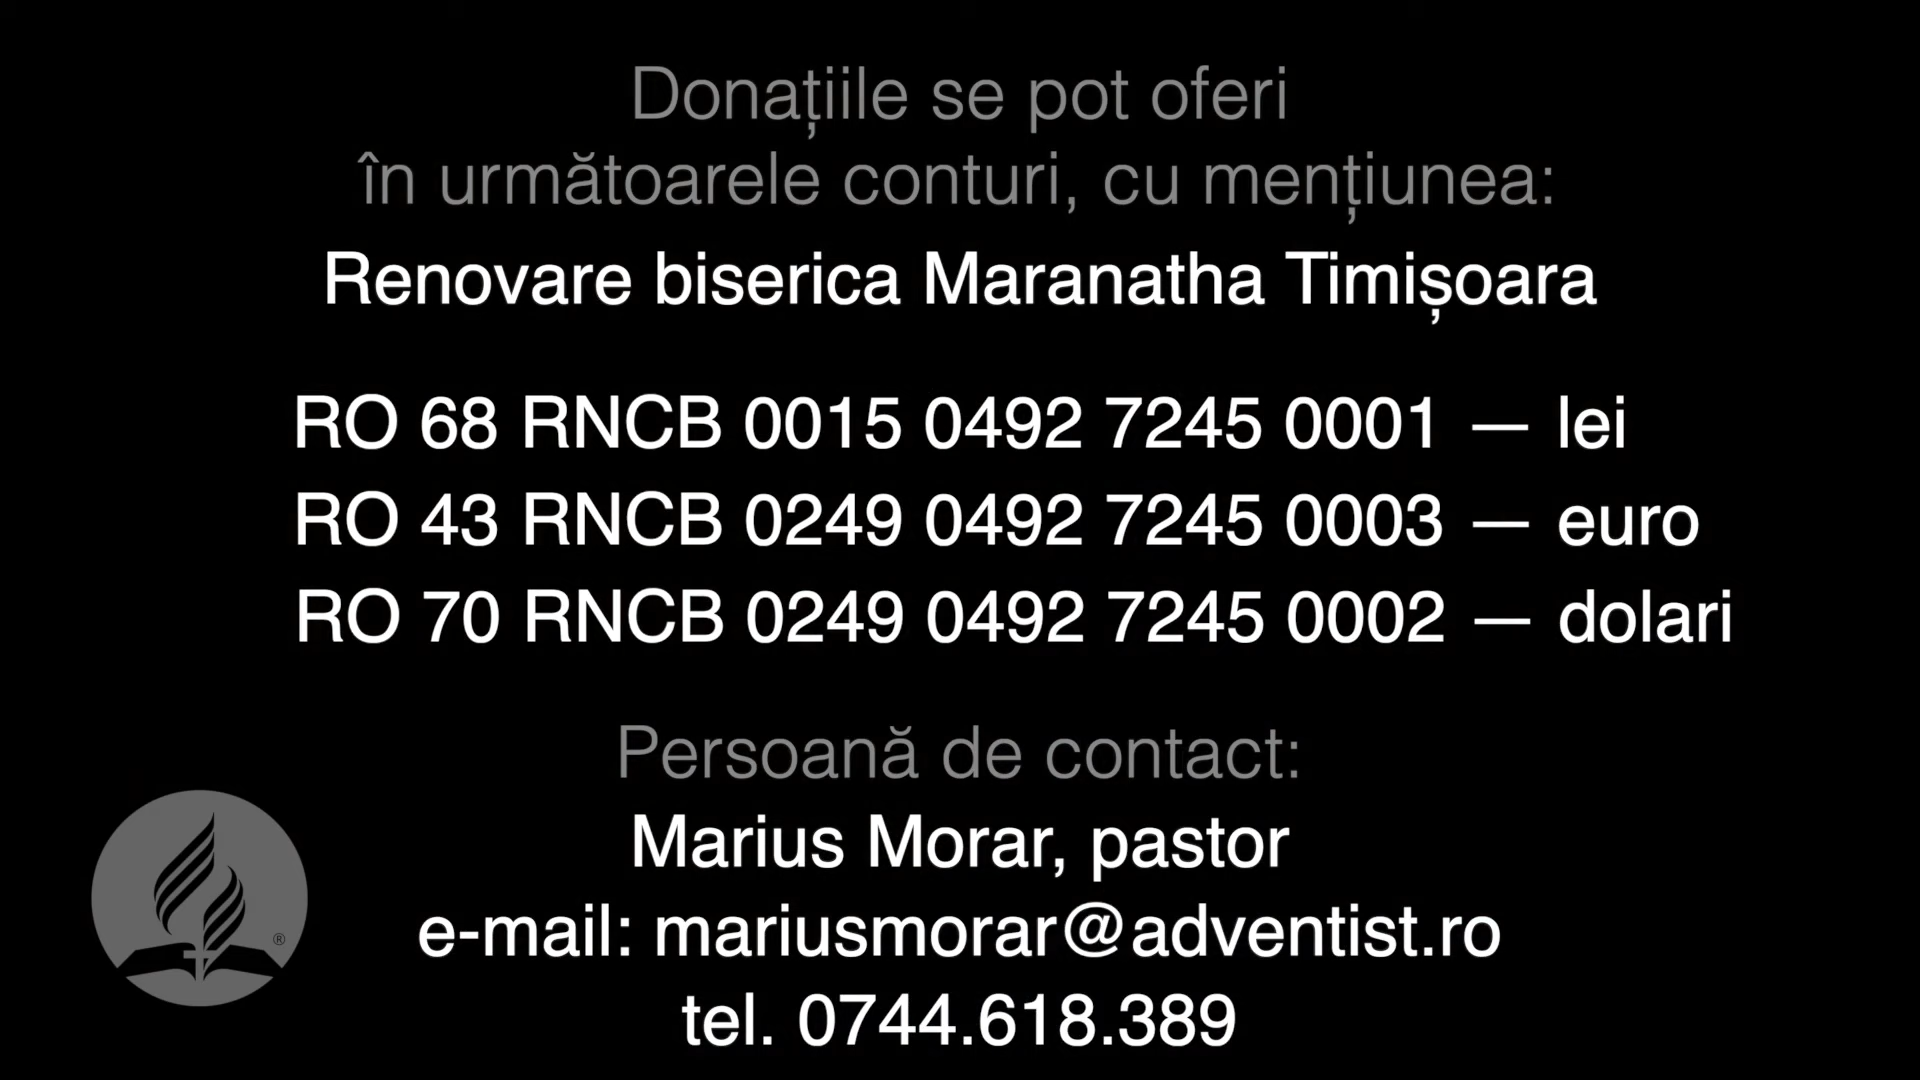 Donațiile se pot oferi
în următoarele conturi, cu mențiunea:
Renovare biserica Maranatha Timișoara
RO 68 RNCB 0015 0492 7245 0001 — lei
RO 43 RNCB 0249 0492 7245 0003 — euro
RO 70 RNCB 0249 0492 7245 0002 — dolari
Persoană de contact:
Marius Morar, pastor
e-mail: mariusmorar@adventist.ro
tel. 0744.618.389
®